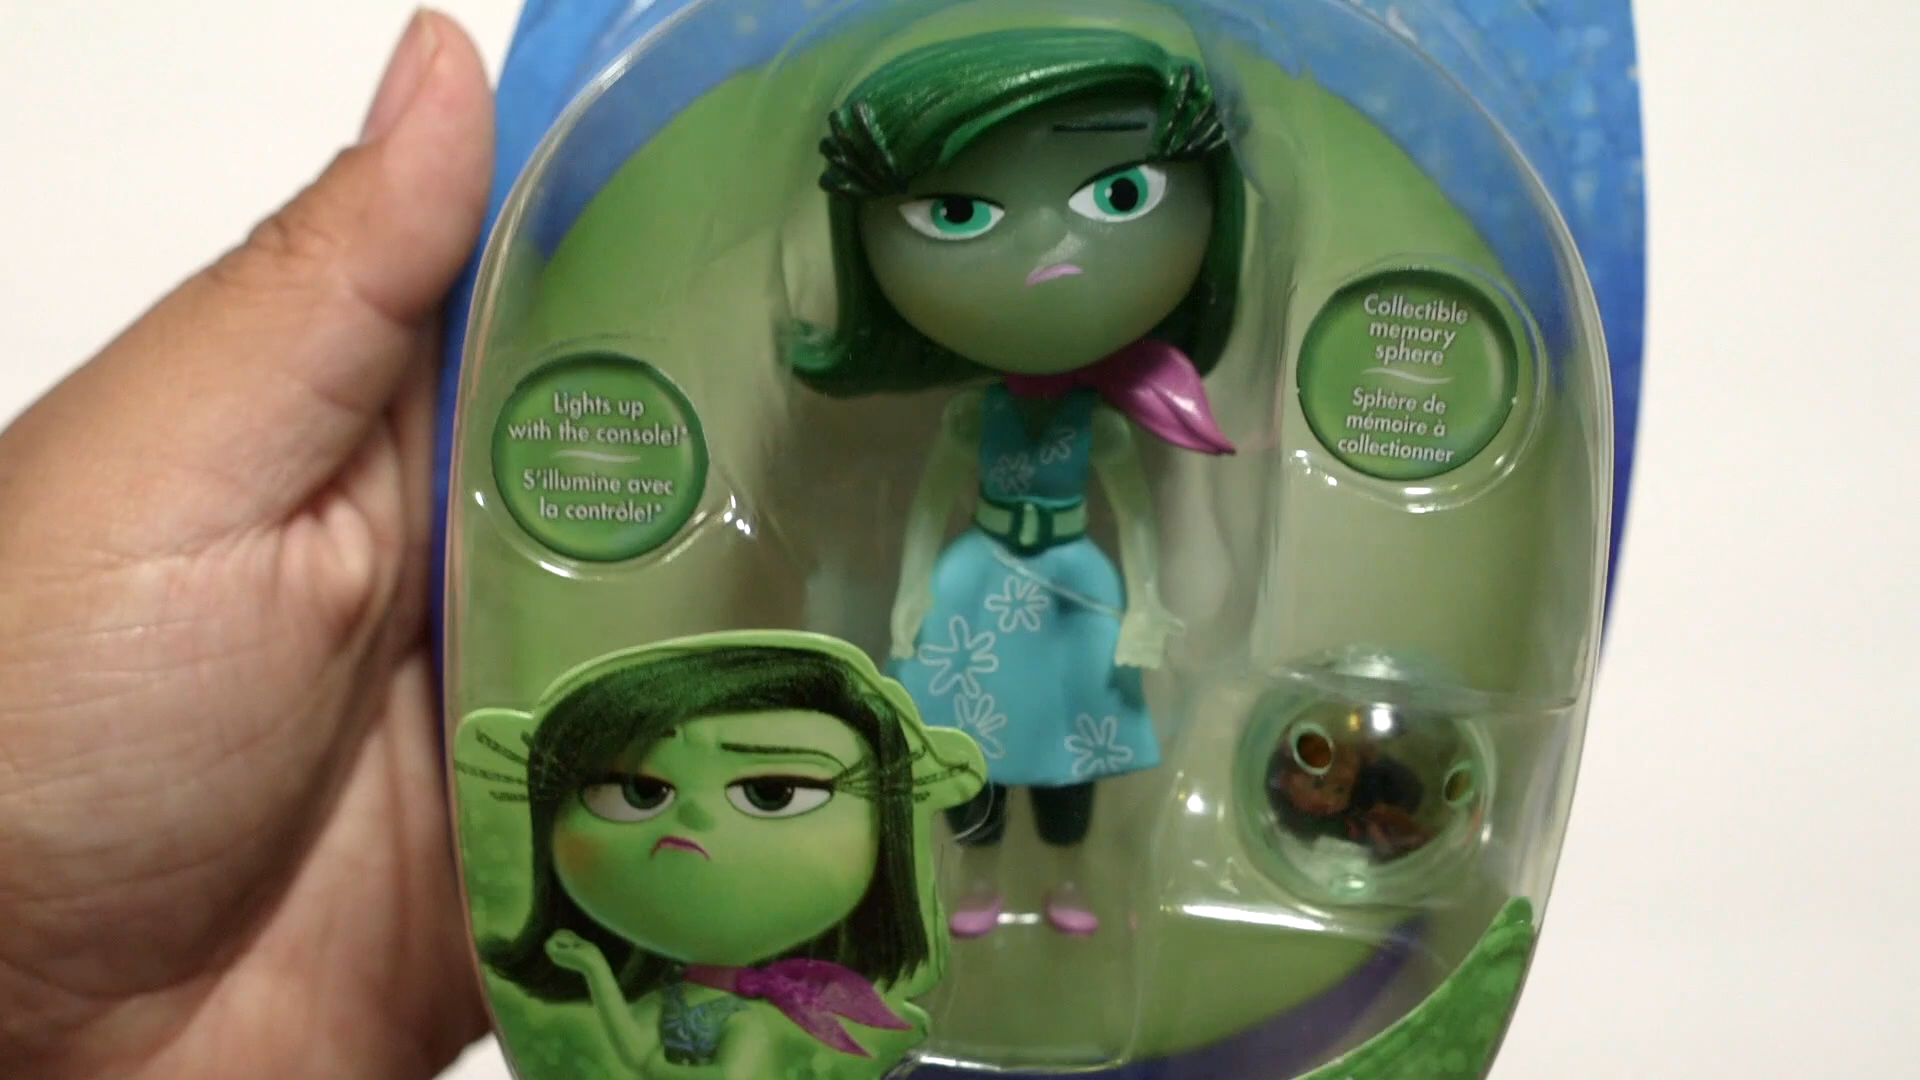 Lights up
with the console!*
S'illumine avec
la contrôle!*
Collectible
memory
sphere
Sphère de
mémoire à
collectionner